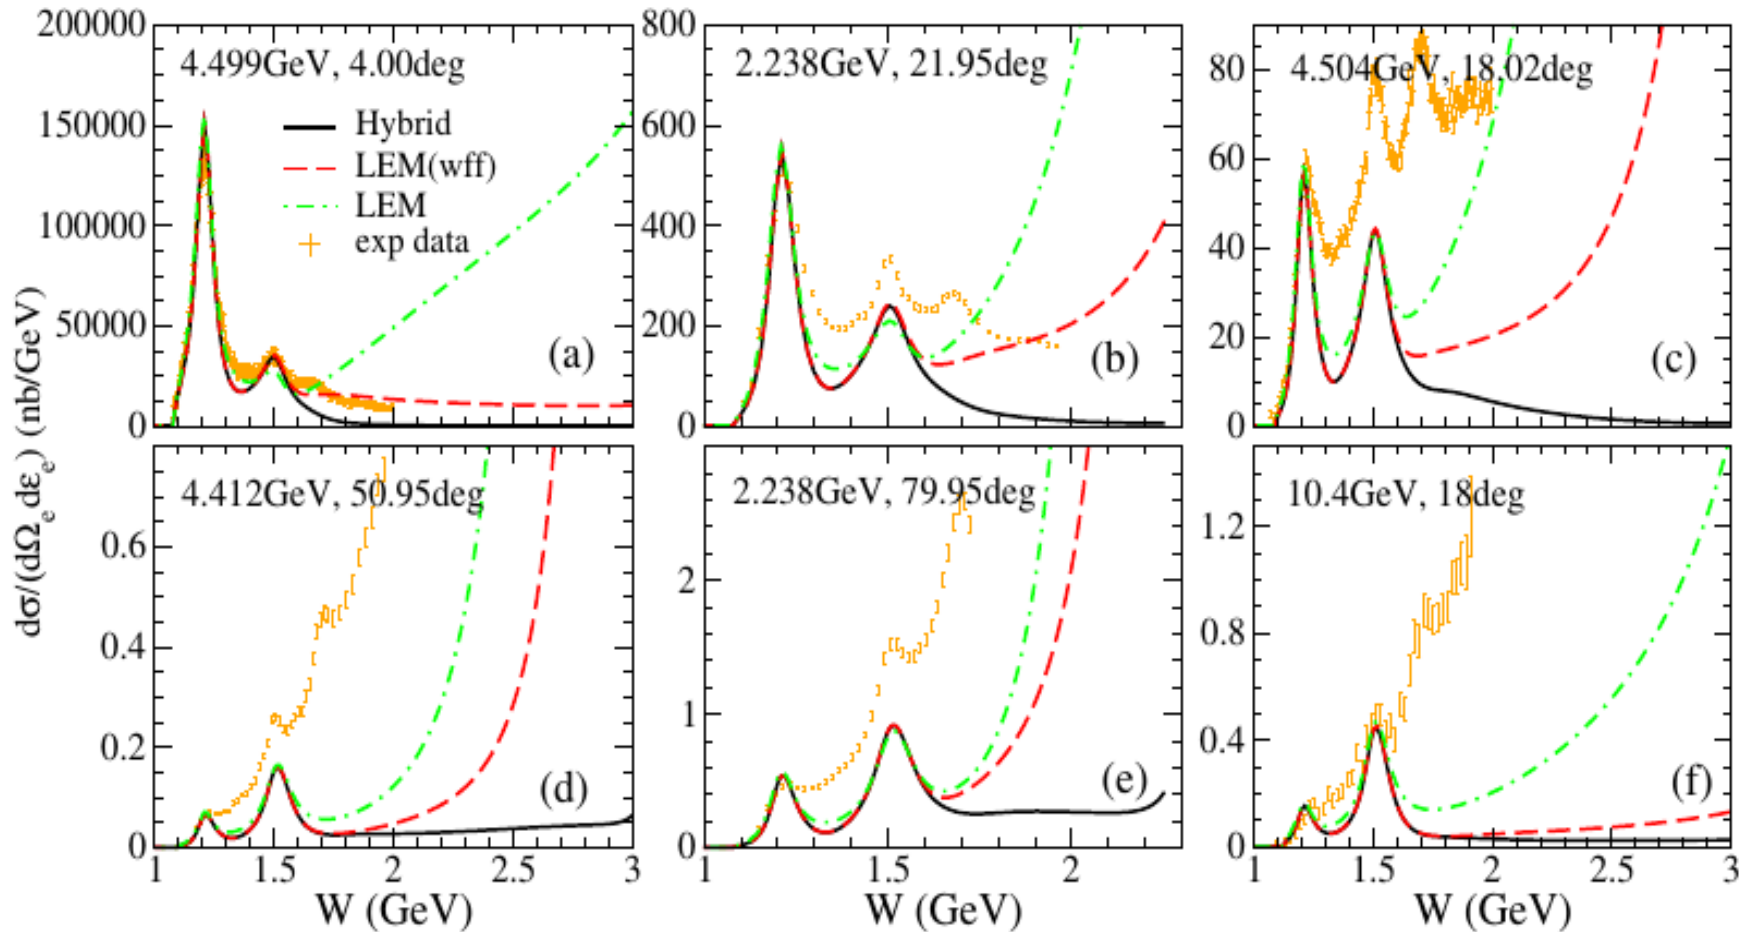 200000
150000
100000
50000
0
4.499GeV, 4.00deg
Hybrid
LEM(wff)
LEM
exp data
(a)
800
600
400
200
0
2.238GeV, 21.95deg
(b)
80
60
40
20
0
4.504GeV, 18.02deg
(c)
dσ/(dΩe dεe) (nb/GeV)
0.6
0.4
0.2
0
4.412GeV, 50.95deg
(d)
1 1.5 2 2.5 3
W (GeV)
2
1
0
2.238GeV, 79.95deg
(e)
1 1.5 2
W (GeV)
1.2
0.8
0.4
0
10.4GeV, 18deg
(f)
1 1.5 2 2.5 3
W (GeV)